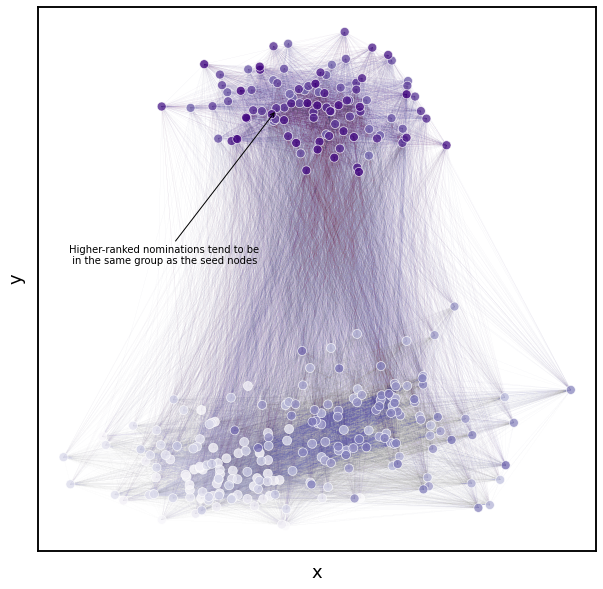 Higher-ranked nominations tend to be
in the same group as the seed nodes
y
x